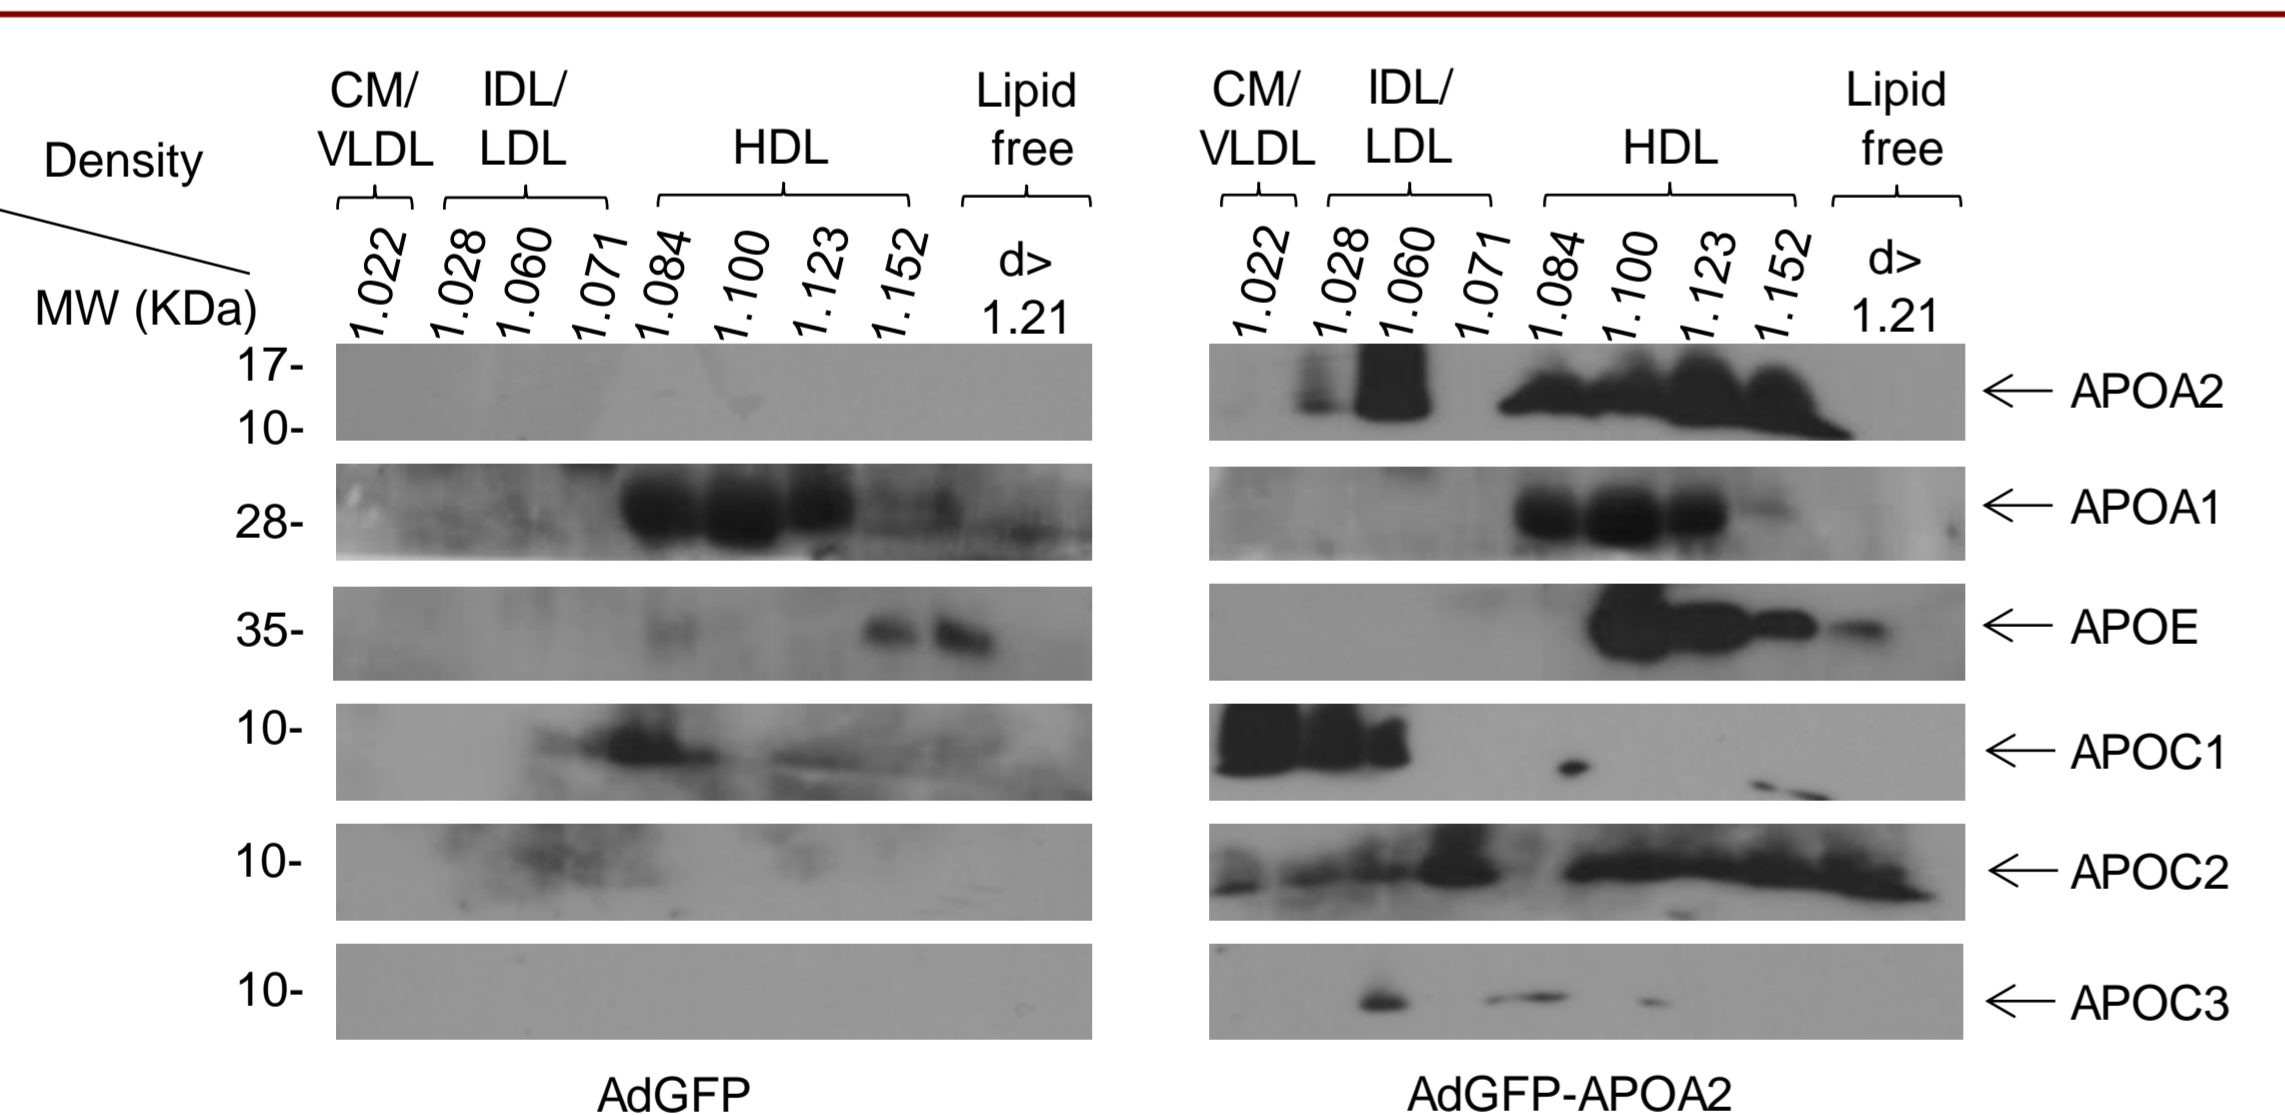 CM/ IDL/ Lipid CM/ IDL/ Lipid
Density VLDL LDL HDL free VLDL LDL HDL free
1.022 1.028 1.060 1.071 1.084 1.100 1.123 1.152 d> 1.022 1.028 1.060 1.071 1.084 1.100 1.123 1.152 d>
MW (KDa) 1.21 1.21
17- APOA2
10-
28- APOA1
35- APOE
10- APOC1
10- APOC2
10- APOC3
AdGFP AdGFP-APOA2